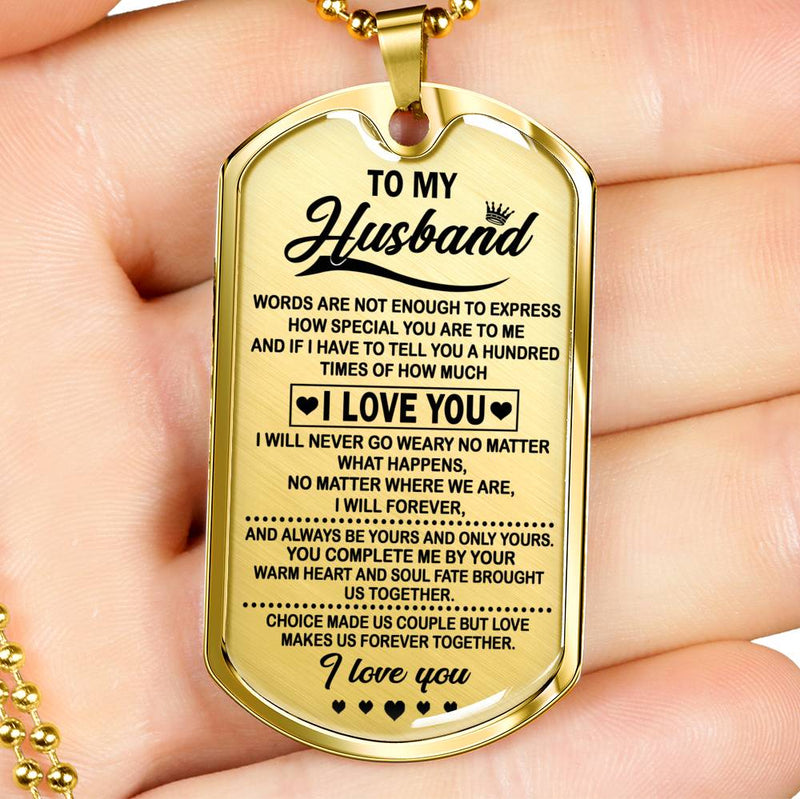 TO MY
Husband
WORDS ARE NOT ENOUGH TO EXPRESS
HOW SPECIAL YOU ARE TO ME
AND IF I HAVE TO TELL YOU A HUNDRED
TIMES OF HOW MUCH
I LOVE YOU
I WILL NEVER GO WEARY NO MATTER
WHAT HAPPENS,
NO MATTER WHERE WE ARE,
I WILL FOREVER,
AND ALWAYS BE YOURS AND ONLY YOURS.
YOU COMPLETE ME BY YOUR
WARM HEART AND SOUL FATE BROUGHT
US TOGETHER.
CHOICE MADE US COUPLE BUT LOVE
MAKES US FOREVER TOGETHER.
I love you